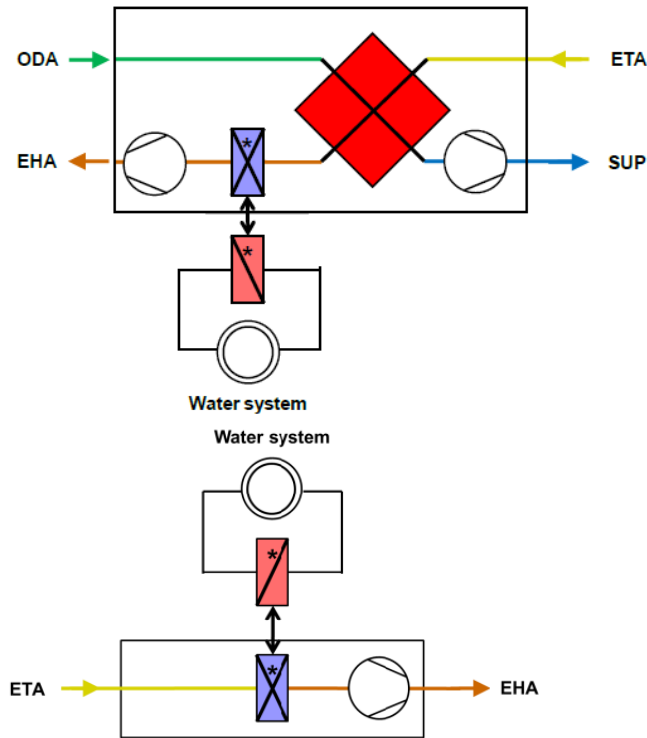 ODA
ETA
EHA
SUP
*
*
Water system
Water system
*
*
ETA
EHA